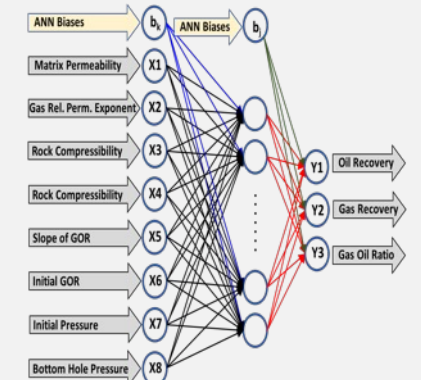 ANN Biases
b_k
ANN Biases
b_j
Matrix Permeability
X1
Gas Rel. Perm. Exponent
X2
Rock Compressibility
X3
Rock Compressibility
X4
Slope of GOR
X5
Initial GOR
X6
Initial Pressure
X7
Bottom Hole Pressure
X8
Y1
Oil Recovery
Y2
Gas Recovery
Y3
Gas Oil Ratio